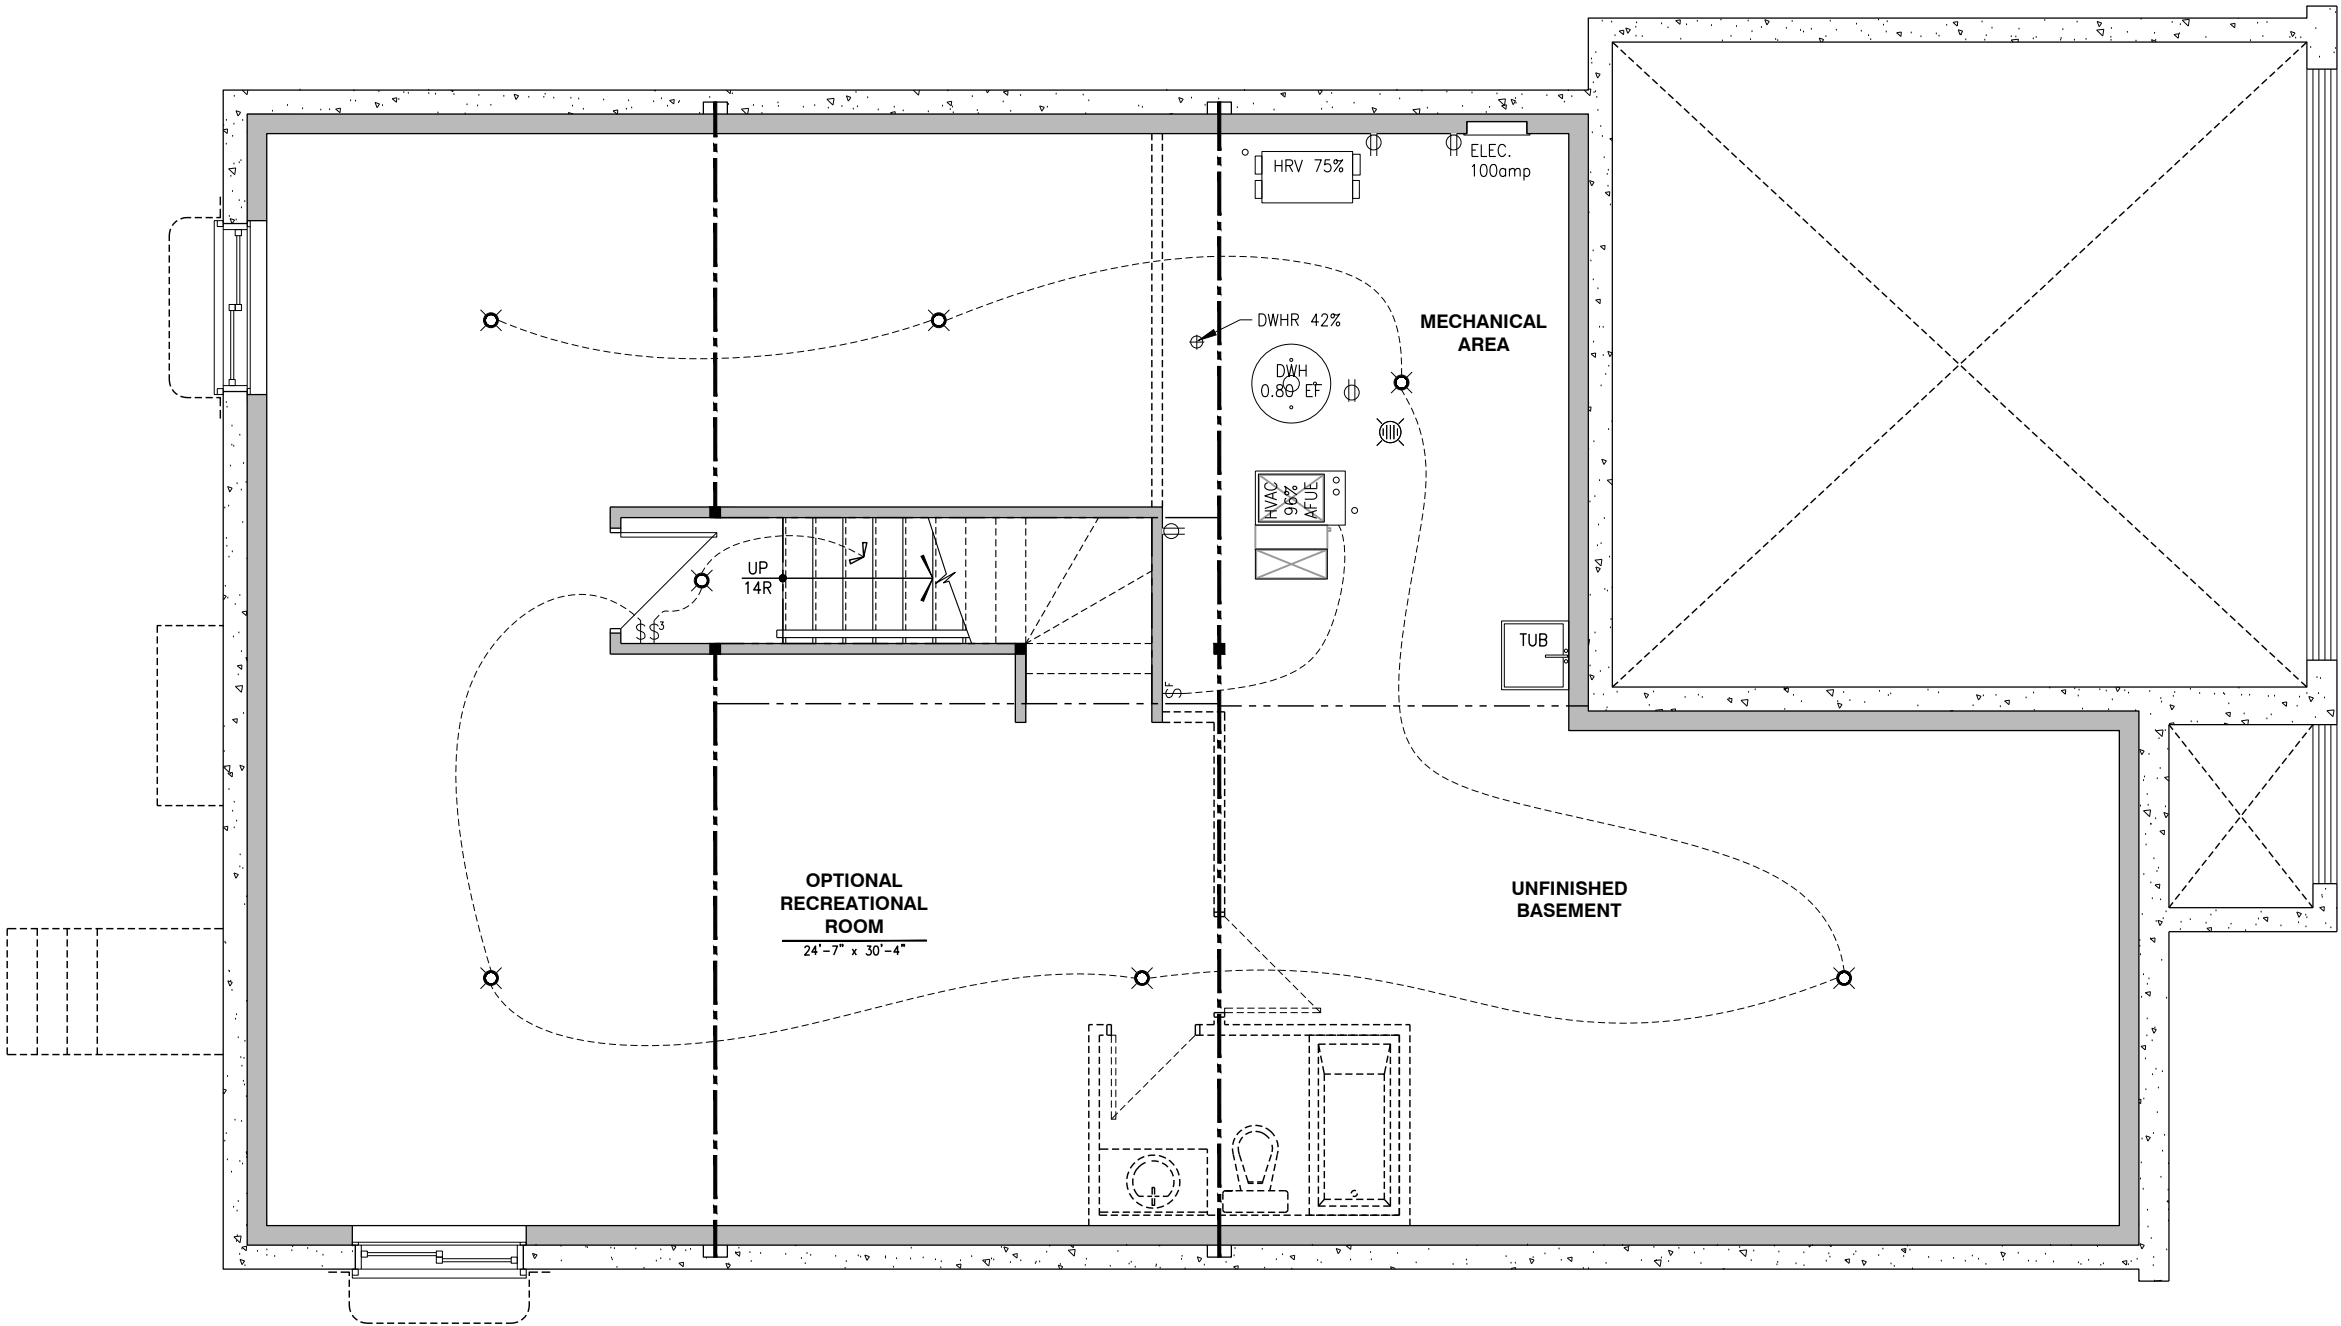 HRV 75%
ELEC.
100amp
DWHR 42%
MECHANICAL
AREA
DWH
0.80 EF
HVAC
96%
AFUE
UP
14R
$$³
$F
TUB
OPTIONAL
RECREATIONAL
ROOM
24'-7" x 30'-4"
UNFINISHED
BASEMENT